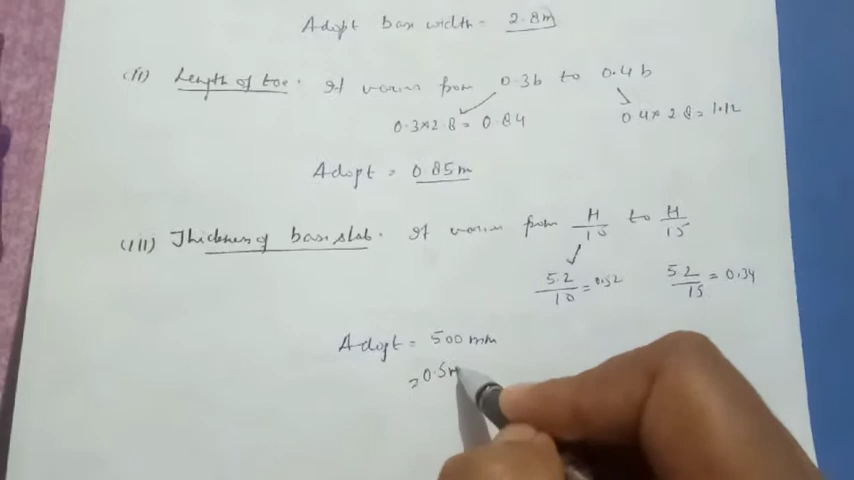 Adopt base width = 2.8m
(ii) Length of toe. It varies from 0.3b to 0.4b
0.3×2.8 = 0.84 0.4×2.8 = 1.12
Adopt = 0.85m
(iii) Thickness of base slab. It varies from H/10 to H/15
5.2/10 = 0.52 5.2/15 = 0.34
Adopt = 500 mm
= 0.5m